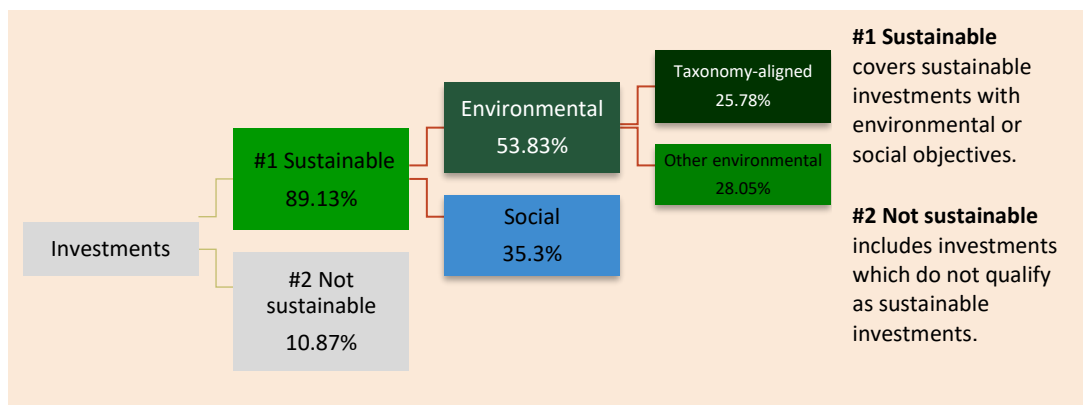 Investments
#1 Sustainable
89.13%
#2 Not
sustainable
10.87%
Environmental
53.83%
Social
35.3%
Taxonomy-aligned
25.78%
Other environmental
28.05%
#1 Sustainable
covers sustainable
investments with
environmental or
social objectives.
#2 Not sustainable
includes investments
which do not qualify
as sustainable
investments.